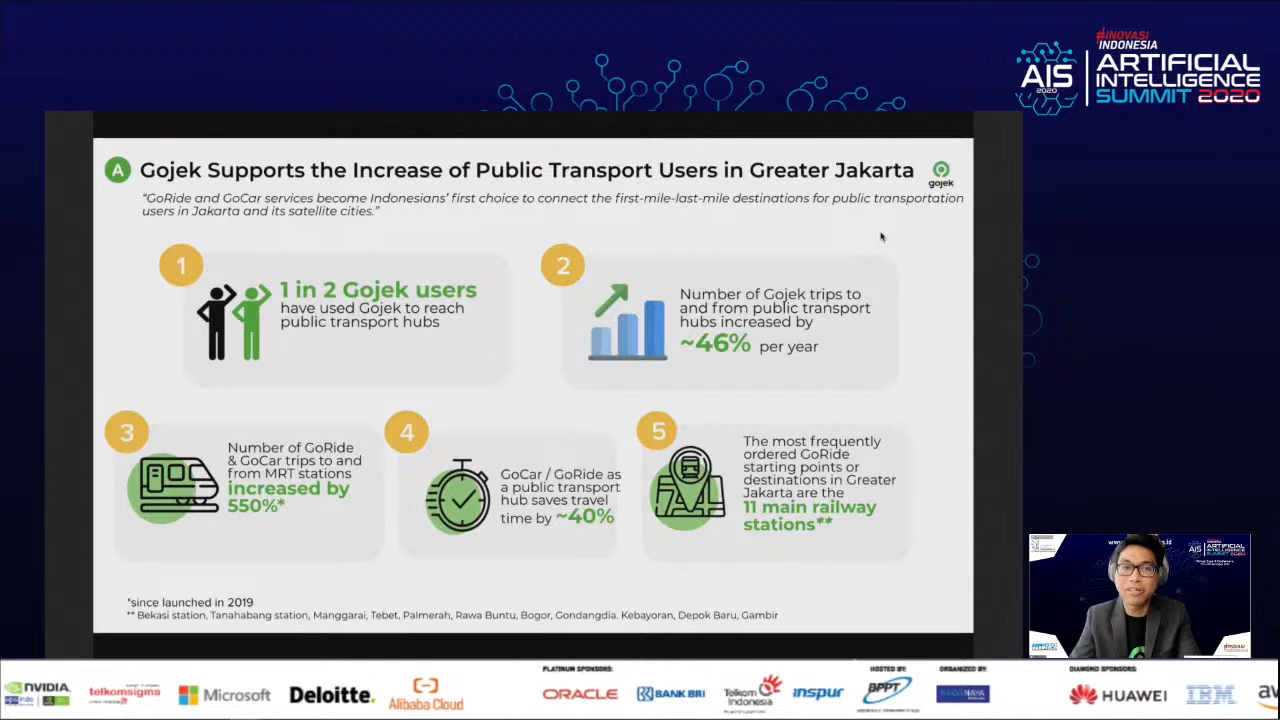 #INOVASI
INDONESIA
AIS
2020
ARTIFICIAL
INTELLIGENCE
SUMMIT 2020
A
Gojek Supports the Increase of Public Transport Users in Greater Jakarta
gojek
“GoRide and GoCar services become Indonesians’ first choice to connect the first-mile-last-mile destinations for public transportation
users in Jakarta and its satellite cities.”
1
1 in 2 Gojek users
have used Gojek to reach
public transport hubs
2
Number of Gojek trips to
and from public transport
hubs increased by
~46% per year
3
Number of GoRide
& GoCar trips to and
from MRT stations
increased by
550%*
4
GoCar / GoRide as
a public transport
hub saves travel
time by ~40%
5
The most frequently
ordered GoRide
starting points or
destinations in Greater
Jakarta are the
11 main railway
stations**
*since launched in 2019
** Bekasi station, Tanahabang station, Manggarai, Tebet, Palmerah, Rawa Buntu, Bogor, Gondangdia. Kebayoran, Depok Baru, Gambir
AIS
ARTIFICIAL
INTELLIGENCE
SUMMIT 2020
NVIDIA.
telkomsigma
Microsoft
Deloitte.
Alibaba Cloud
PLATINUM SPONSORS:
ORACLE
BANK BRI
Telkom
Indonesia
inspur
HOSTED BY:
BPPT
ORGANIZED BY:
DIAMOND SPONSORS:
HUAWEI
IBM